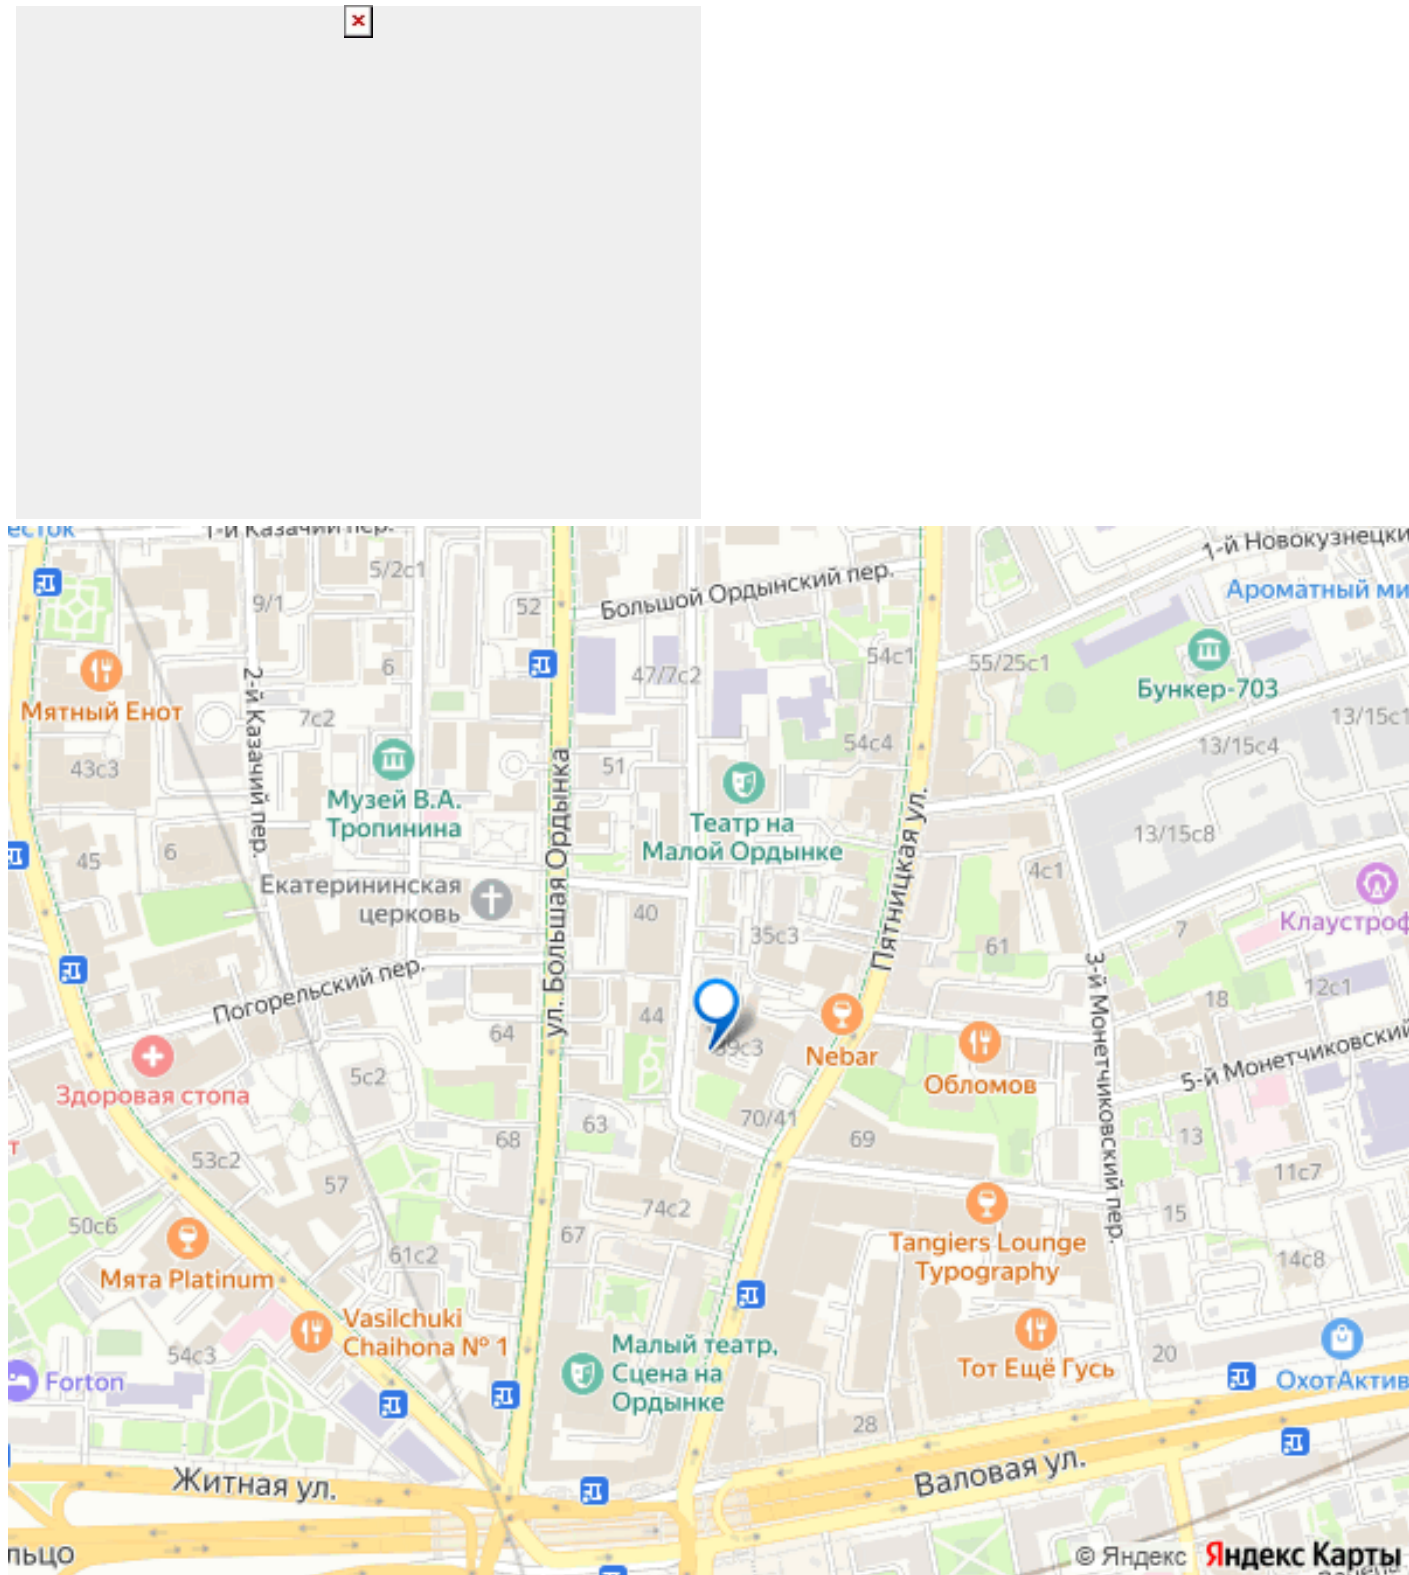 1-й Казачий пер.
1-й Новокузнецки
5/2с1
Большой Ордынский пер.
Ароматный ми
9/1
52
54с1
55/25с1
6
47/7с2
Бункер-703
Мятный Енот
2-й Казачий пер.
7с2
13/15с1
54с4
13/15с4
43с3
51
ул. Большая Ордынка
Музей В.А.
Тропинина
Театр на
Малой Ордынке
Пятницкая ул.
13/15с8
45
6
4с1
Екатерининская
церковь
40
35с3
7
Клаустроф
61
Погорельский пер.
3-й Монетчиковский пер.
12с1
18
64
44
39с3
Nebar
Обломов
5-й Монетчиковский
Здоровая стопа
5с2
70/41
63
69
68
13
т
53с2
57
11с7
50с6
74с2
15
67
61с2
Tangiers Lounge
Typography
14с8
Мята Platinum
Vasilchuki
Chaihona № 1
Малый театр,
Сцена на
Ордынке
54с3
20
Тот Ещё Гусь
Forton
ОхотАктив
28
Житная ул.
Валовая ул.
льцо
© Яндекс Яндекс Карты